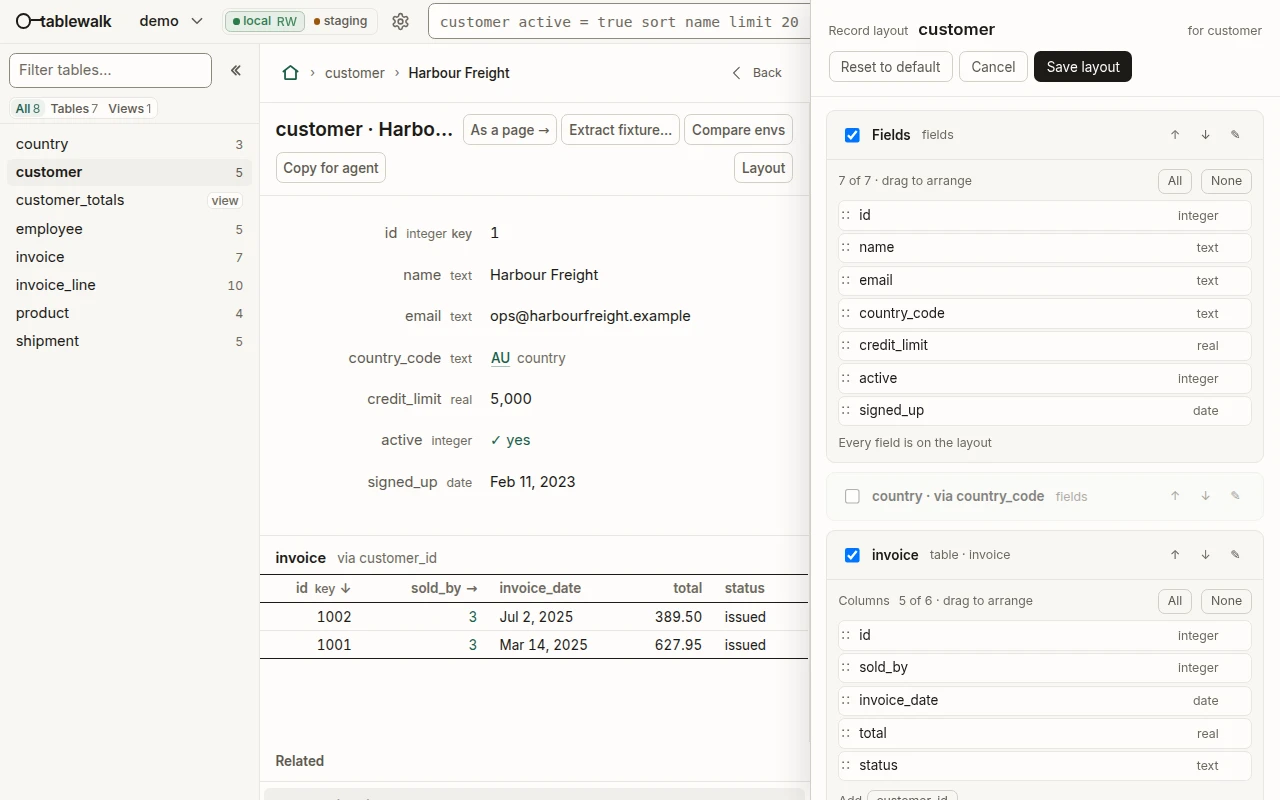 tablewalk demo local RW staging customer active = true sort name limit 20
Filter tables...
All 8 Tables 7 Views 1
country 3
customer 5
customer_totals view
employee 5
invoice 7
invoice_line 10
product 4
shipment 5
› customer › Harbour Freight Back
customer · Harbo... As a page → Extract fixture... Compare envs
Copy for agent Layout
id integer key 1
name text Harbour Freight
email text ops@harbourfreight.example
country_code text AU country
credit_limit real 5,000
active integer ✓ yes
signed_up date Feb 11, 2023
invoice via customer_id
id key ↓ sold_by → invoice_date total status
1002 3 Jul 2, 2025 389.50 issued
1001 3 Mar 14, 2025 627.95 issued
Related
Record layout customer for customer
Reset to default Cancel Save layout
Fields fields ↑ ↓ ✎
7 of 7 · drag to arrange All None
:: id integer
:: name text
:: email text
:: country_code text
:: credit_limit real
:: active integer
:: signed_up date
Every field is on the layout
country · via country_code fields ↑ ↓ ✎
invoice table · invoice ↑ ↓ ✎
Columns 5 of 6 · drag to arrange All None
:: id integer
:: sold_by integer
:: invoice_date date
:: total real
:: status text
Add customer_id